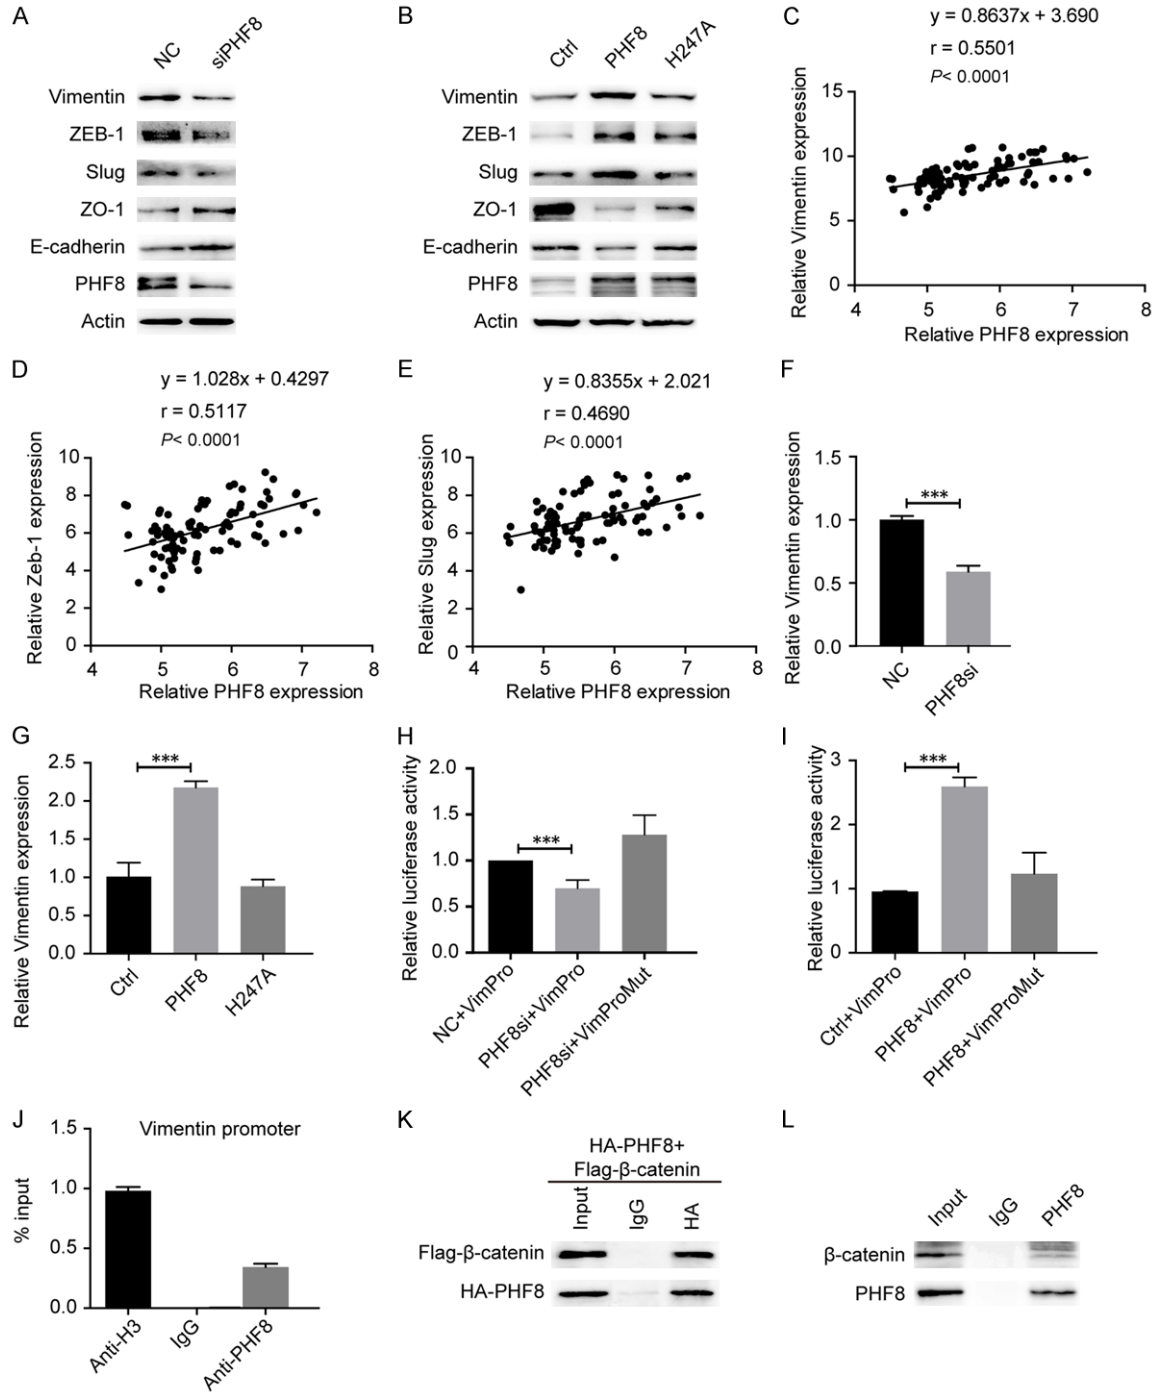 A
NC
siPHF8
Vimentin
ZEB-1
Slug
ZO-1
E-cadherin
PHF8
Actin
B
Ctrl
PHF8
H247A
Vimentin
ZEB-1
Slug
ZO-1
E-cadherin
PHF8
Actin
C
y = 0.8637x + 3.690
r = 0.5501
P< 0.0001
Relative Vimentin expression
15
10
5
0
4
5
6
7
8
Relative PHF8 expression
D
y = 1.028x + 0.4297
r = 0.5117
P< 0.0001
Relative Zeb-1 expression
10
8
6
4
2
0
4
5
6
7
8
Relative PHF8 expression
E
y = 0.8355x + 2.021
r = 0.4690
P< 0.0001
Relative Slug expression
10
8
6
4
2
0
4
5
6
7
8
Relative PHF8 expression
F
Relative Vimentin expression
1.5
1.0
0.5
0.0
***
NC
PHF8si
G
Relative Vimentin expression
2.5
2.0
1.5
1.0
0.5
0.0
***
Ctrl
PHF8
H247A
H
Relative luciferase activity
2.0
1.5
1.0
0.5
0.0
***
NC+VimPro
PHF8si+VimPro
PHF8si+VimProMut
I
Relative luciferase activity
3
2
1
0
***
Ctrl+VimPro
PHF8+VimPro
PHF8+VimProMut
J
Vimentin promoter
% input
1.5
1.0
0.5
0.0
Anti-H3
IgG
Anti-PHF8
K
HA-PHF8+
Flag-β-catenin
Input
IgG
HA
Flag-β-catenin
HA-PHF8
L
Input
IgG
PHF8
β-catenin
PHF8